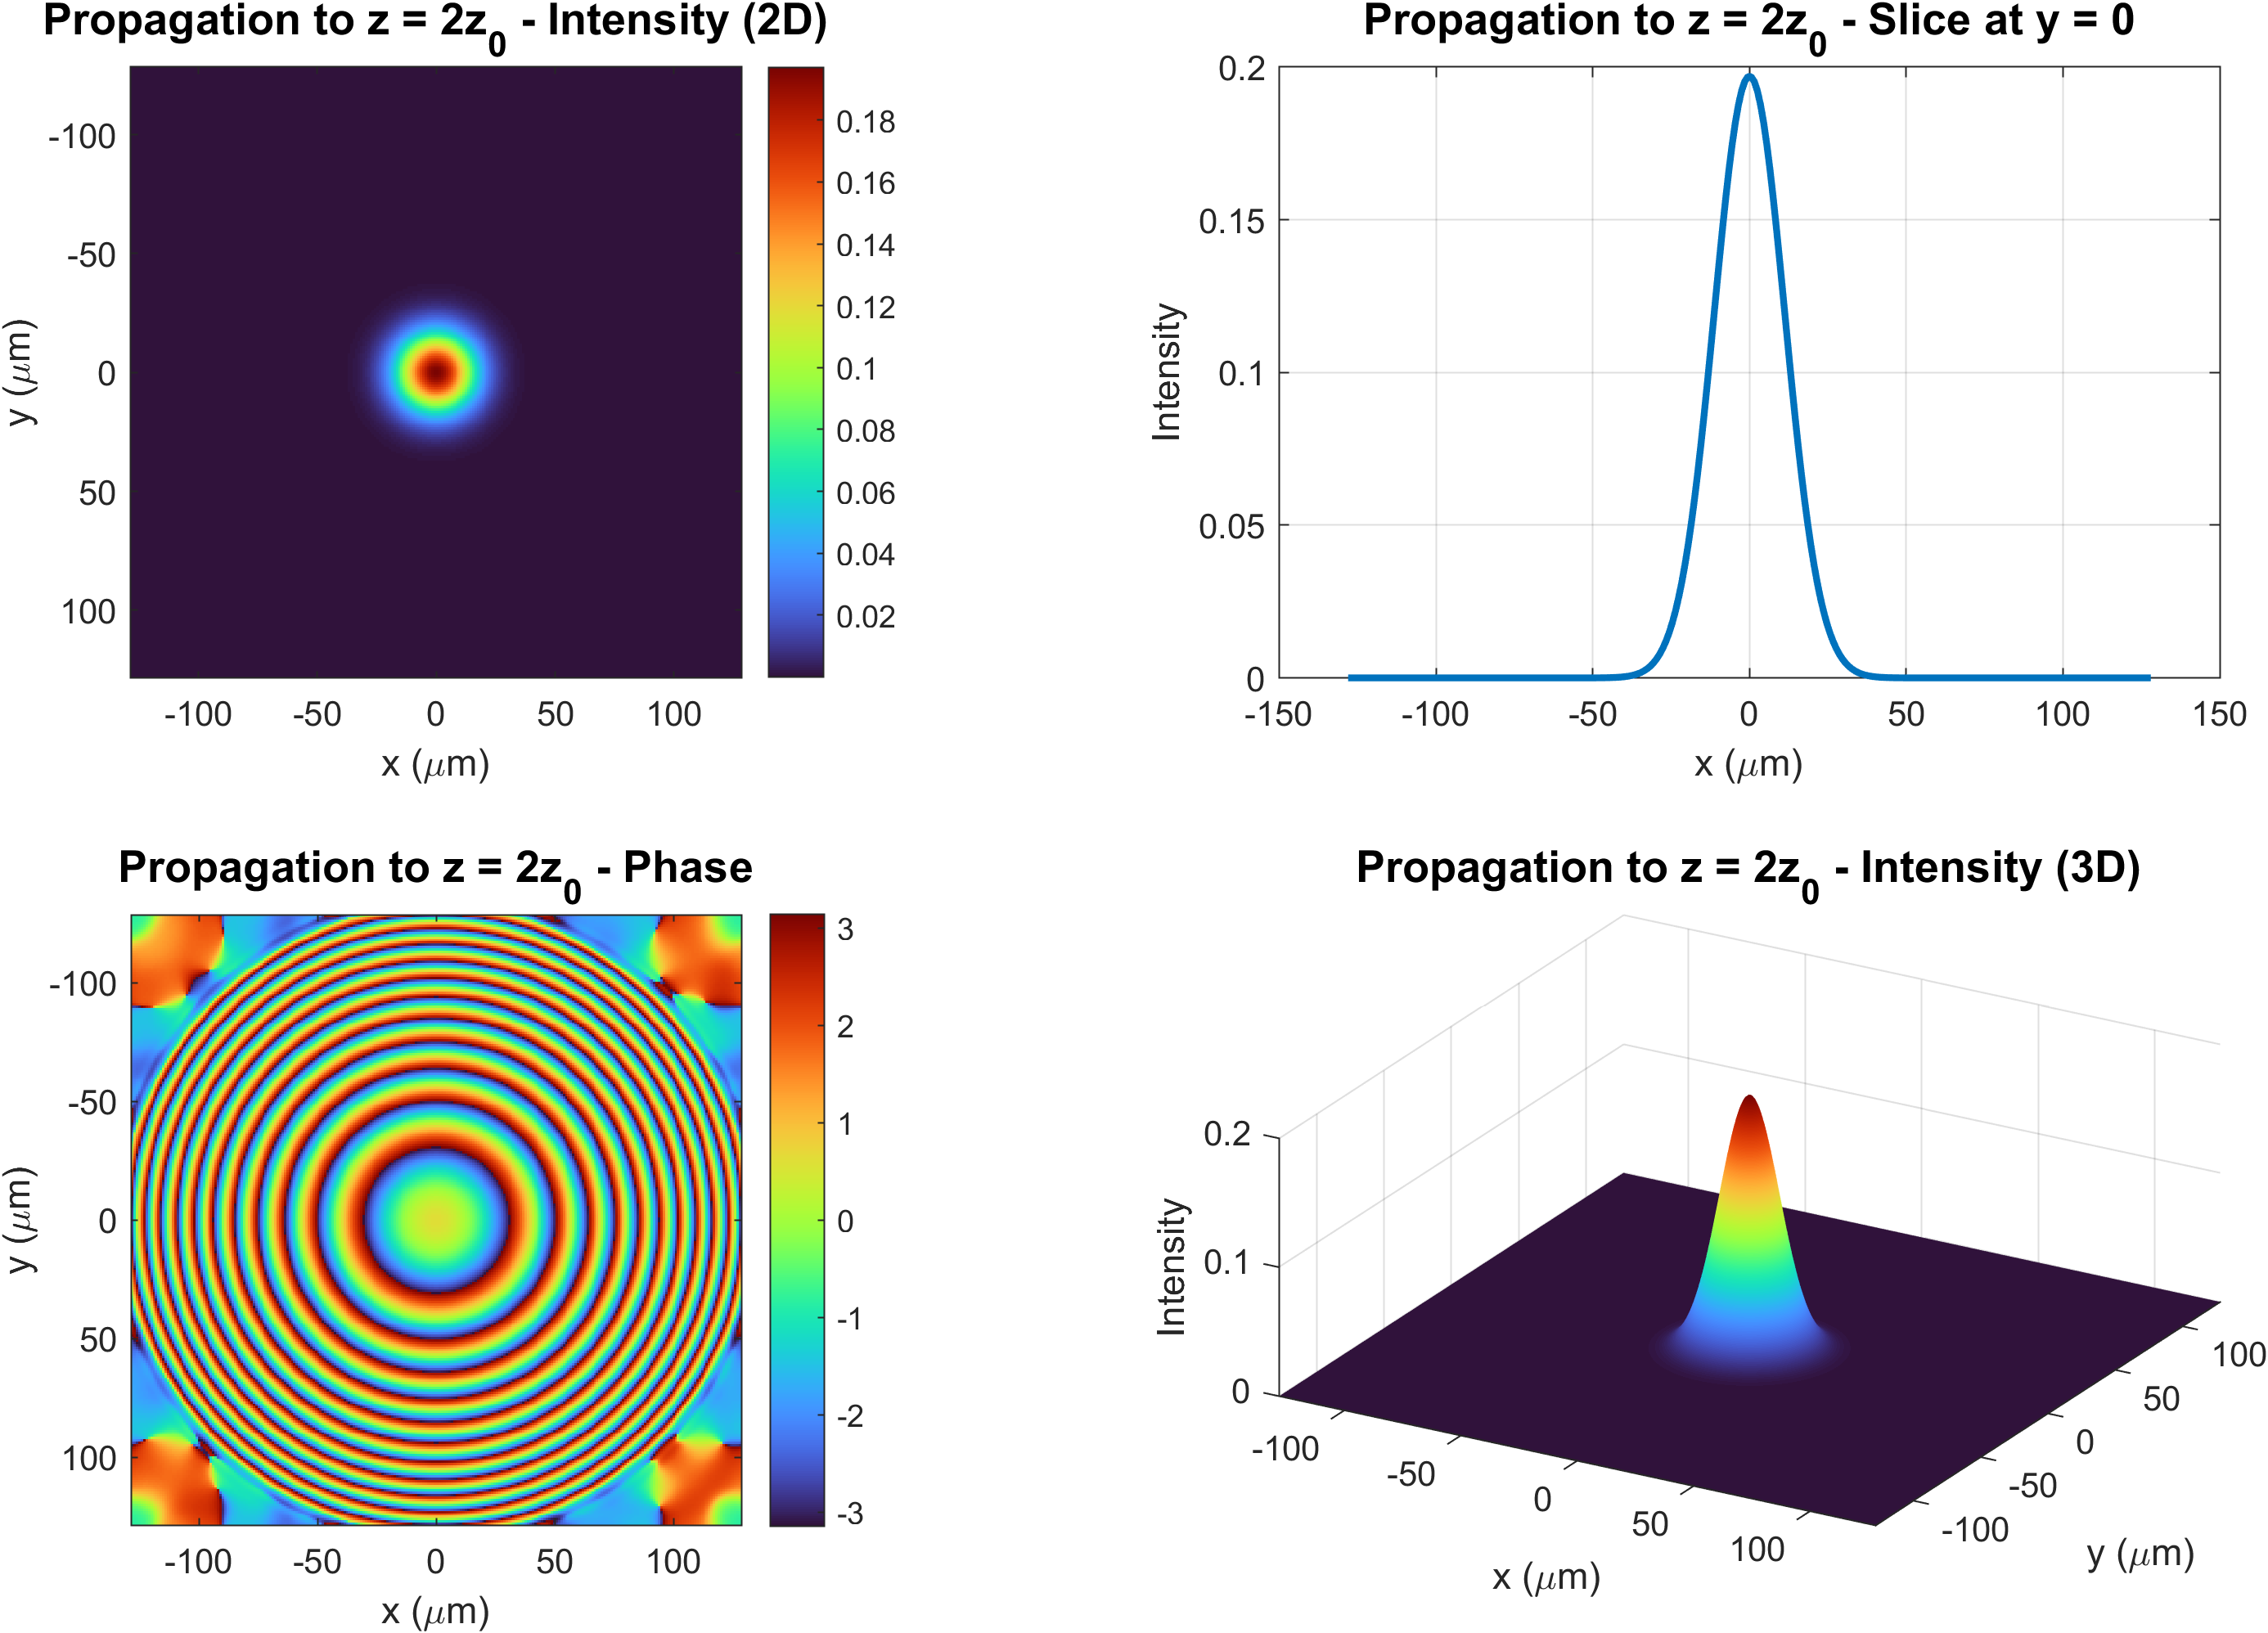 Propagation to z = 2z₀ - Intensity (2D)
-100
-50
0
50
100
y (μm)
-100 -50 0 50 100
x (μm)
0.18
0.16
0.14
0.12
0.1
0.08
0.06
0.04
0.02
Propagation to z = 2z₀ - Slice at y = 0
0.2
0.15
0.1
0.05
0
Intensity
-150 -100 -50 0 50 100 150
x (μm)
Propagation to z = 2z₀ - Phase
-100
-50
0
50
100
y (μm)
-100 -50 0 50 100
x (μm)
3
2
1
0
-1
-2
-3
Propagation to z = 2z₀ - Intensity (3D)
0.2
0.1
0
Intensity
-100 -50 0 50 100
x (μm)
100
50
0
-50
-100
y (μm)